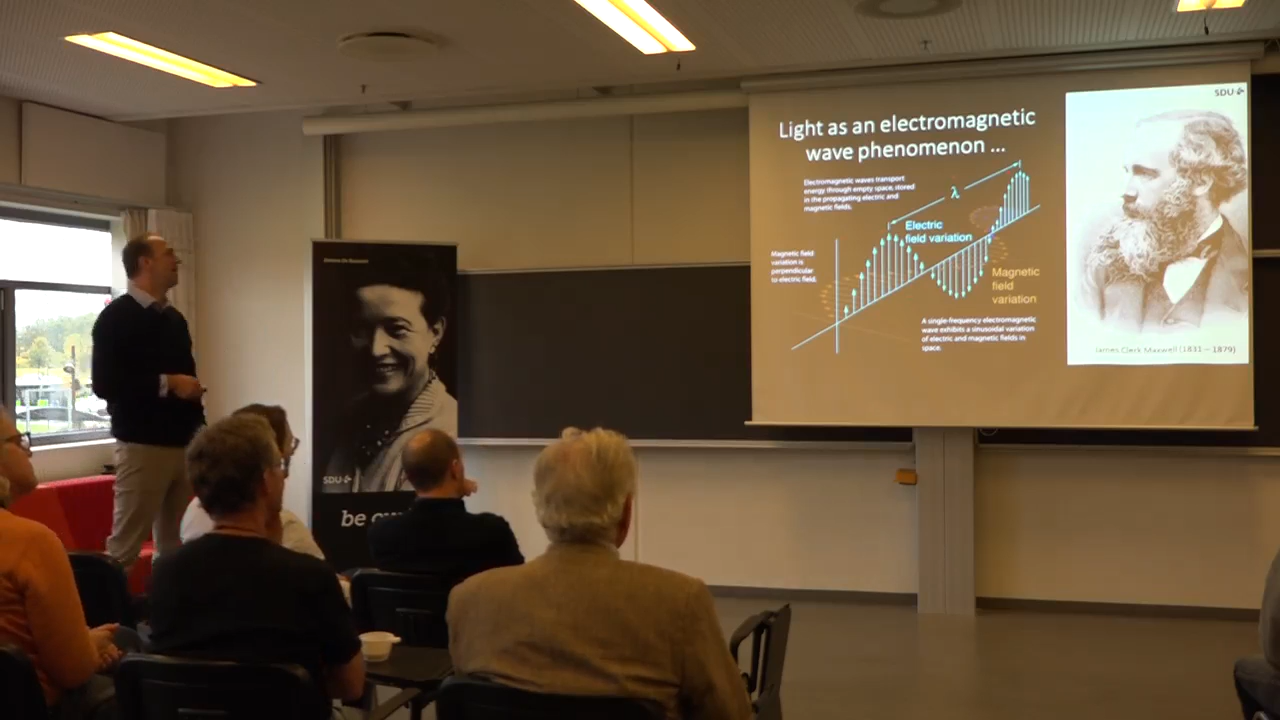 SDU
Light as an electromagnetic
wave phenomenon ...
Electromagnetic waves transport
energy through empty space, stored
in the propagating electric and
magnetic fields.
λ
Electric
field variation
Magnetic field
variation is
perpendicular
to electric field.
Magnetic
field
variation
A single-frequency electromagnetic
wave exhibits a sinusoidal variation
of electric and magnetic fields in
space.
James Clerk Maxwell (1831 – 1879)
SDU
be